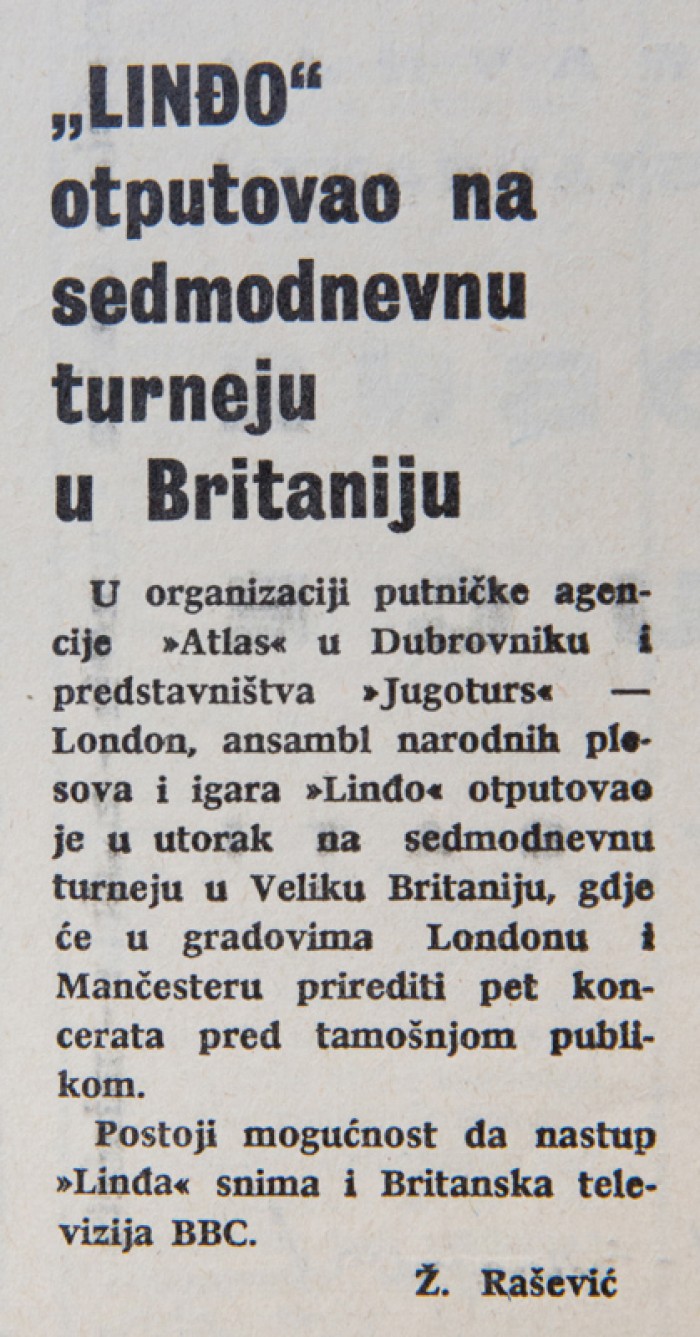 „LINĐO“
otputovao na
sedmodnevnu
turneju
u Britaniju
U organizaciji putničke agen-
cije »Atlas« u Dubrovniku i
predstavništva »Jugoturs« —
London, ansambl narodnih ple-
sova i igara »Linđo« otputovao
je u utorak na sedmodnevnu
turneju u Veliku Britaniju, gdje
će u gradovima Londonu i
Mančesteru prirediti pet kon-
cerata pred tamošnjom publi-
kom.
Postoji mogućnost da nastup
»Linđa« snima i Britanska tele-
vizija BBC.
Ž. Rašević